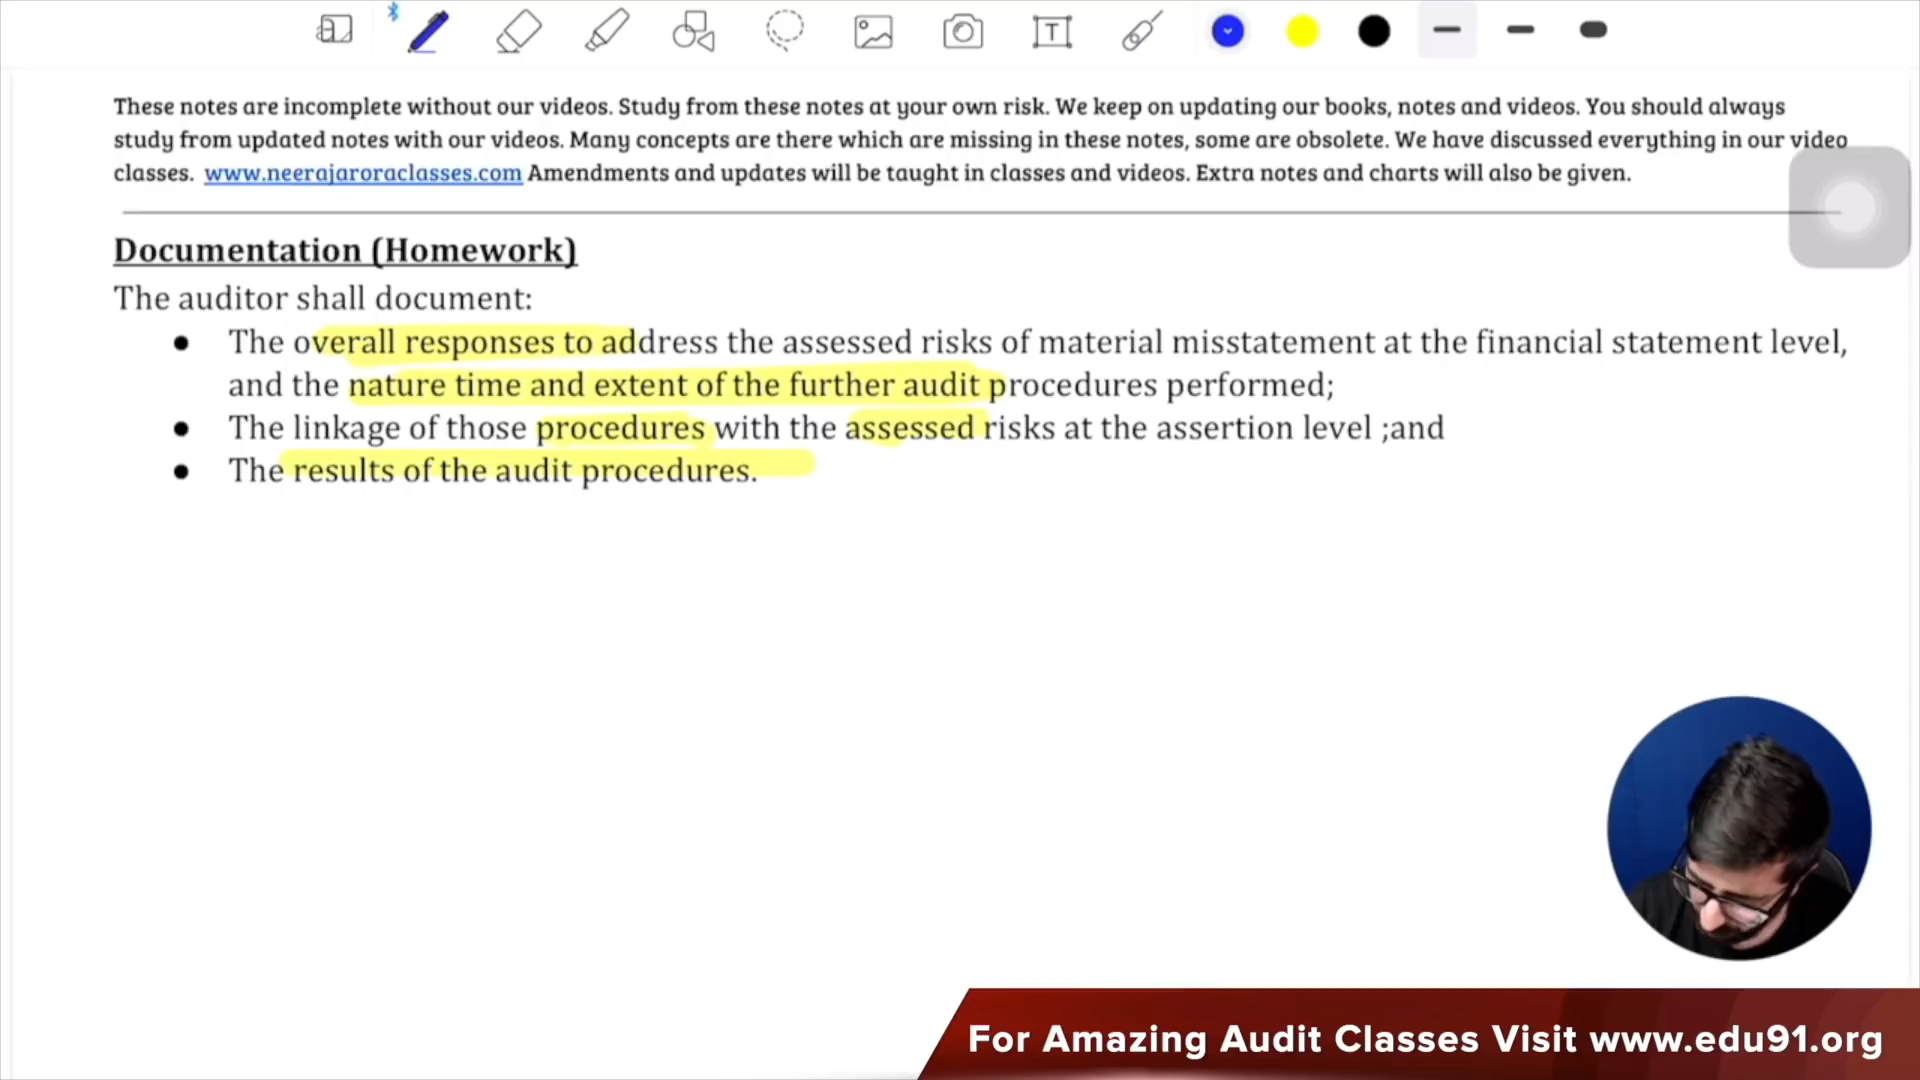 These notes are incomplete without our videos. Study from these notes at your own risk. We keep on updating our books, notes and videos. You should always
study from updated notes with our videos. Many concepts are there which are missing in these notes, some are obsolete. We have discussed everything in our video
classes. www.neerajaroraclasses.com Amendments and updates will be taught in classes and videos. Extra notes and charts will also be given.
Documentation (Homework)
The auditor shall document:
● The overall responses to address the assessed risks of material misstatement at the financial statement level,
and the nature time and extent of the further audit procedures performed;
● The linkage of those procedures with the assessed risks at the assertion level ;and
● The results of the audit procedures.
For Amazing Audit Classes Visit www.edu91.org